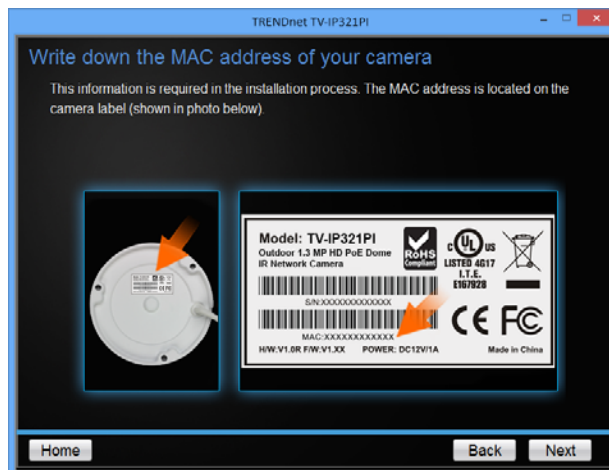 TRENDnet TV-IP321PI
Write down the MAC address of your camera
This information is required in the installation process. The MAC address is located on the
camera label (shown in photo below).
Model: TV-IP321PI
Outdoor 1.3 MP HD PoE Dome
IR Network Camera
RoHS
Compliant
C UL US
LISTED 4G17
I.T.E.
E167928
S/N:XXXXXXXXXXXXX
MAC:XXXXXXXXXXXX
CE FC
H/W:V1.0R F/W:V1.XX POWER: DC12V/1A Made in China
Home Back Next